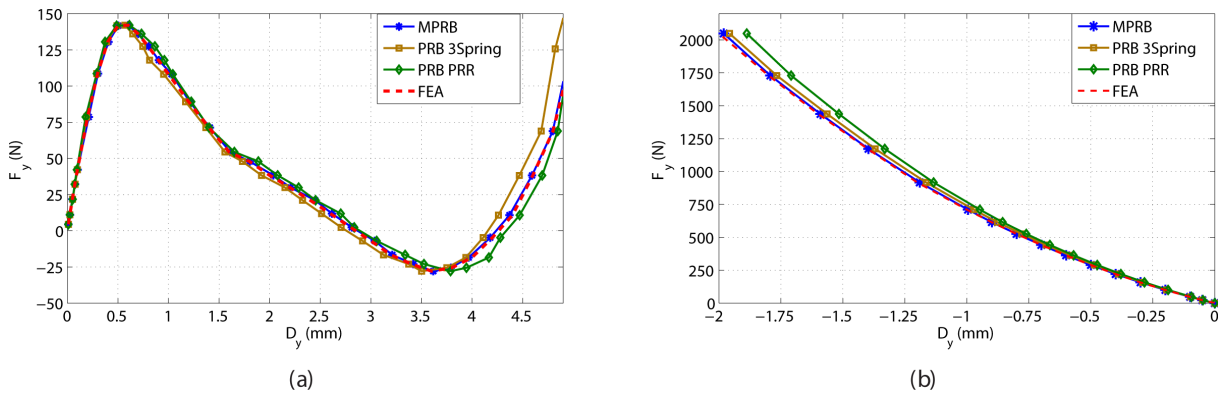 150
125
100
75
50
25
0
−25
−50
F_y (N)
0 0.5 1 1.5 2 2.5 3 3.5 4 4.5
D_y (mm)
MPRB
PRB 3Spring
PRB PRR
FEA
(a)
2000
1750
1500
1250
1000
750
500
250
0
F_y (N)
−2 −1.75 −1.5 −1.25 −1 −0.75 −0.5 −0.25 0
D_y (mm)
MPRB
PRB 3Spring
PRB PRR
FEA
(b)